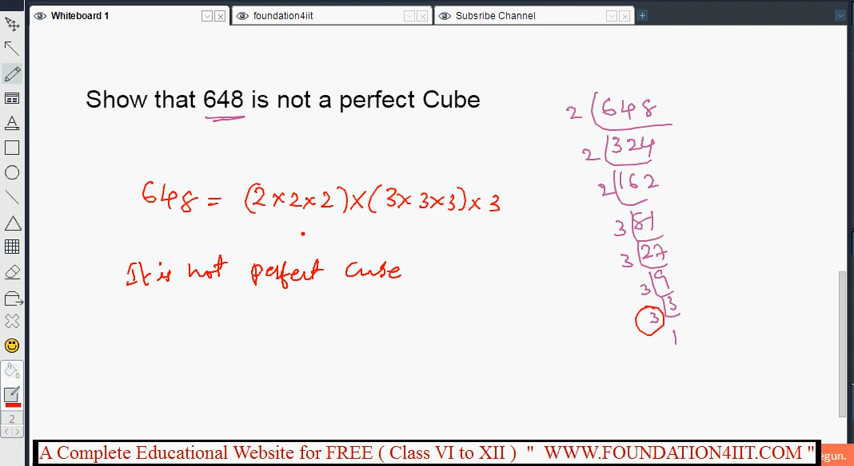 Whiteboard 1
foundation4iit
Subsribe Channel
Show that 648 is not a perfect Cube
648 = (2×2×2)×(3×3×3)×3
It is not perfect cube
2 648
2 324
2 162
3 81
3 27
3 9
3 3
1
2
A Complete Educational Website for FREE ( Class VI to XII ) " WWW.FOUNDATION4IIT.COM "
egun.